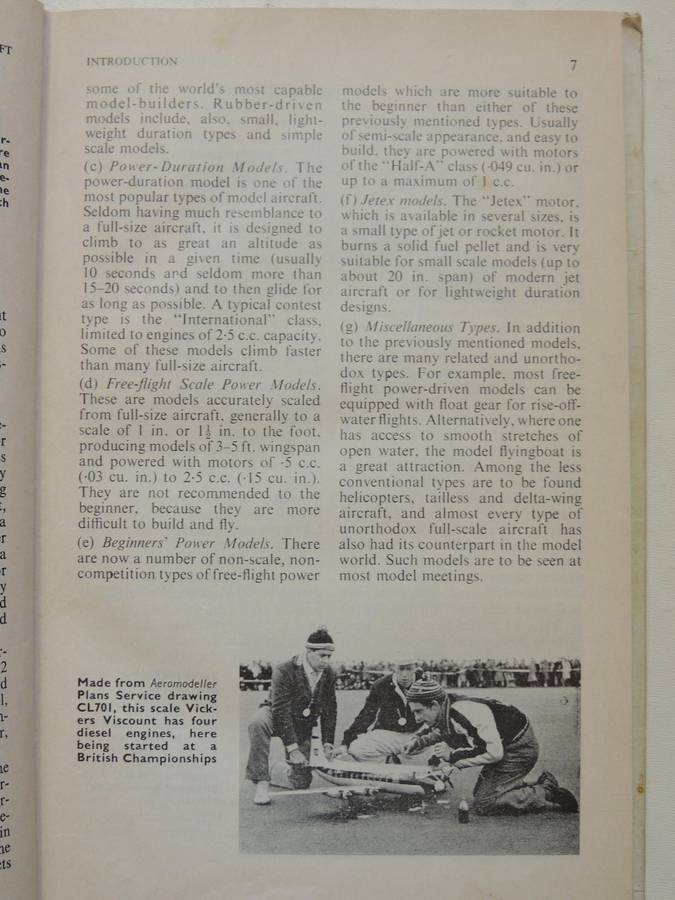 INTRODUCTION
7
some of the world's most capable
model-builders. Rubber-driven
models include, also, small, light-
weight duration types and simple
scale models.
(c) Power-Duration Models. The
power-duration model is one of the
most popular types of model aircraft.
Seldom having much resemblance to
a full-size aircraft, it is designed to
climb to as great an altitude as
possible in a given time (usually
10 seconds and seldom more than
15–20 seconds) and to then glide for
as long as possible. A typical contest
type is the "International" class,
limited to engines of 2·5 c.c. capacity.
Some of these models climb faster
than many full-size aircraft.
(d) Free-flight Scale Power Models.
These are models accurately scaled
from full-size aircraft, generally to a
scale of 1 in. or 1½ in. to the foot,
producing models of 3–5 ft. wingspan
and powered with motors of ·5 c.c.
(·03 cu. in.) to 2·5 c.c. (·15 cu. in.).
They are not recommended to the
beginner, because they are more
difficult to build and fly.
(e) Beginners' Power Models. There
are now a number of non-scale, non-
competition types of free-flight power
models which are more suitable to
the beginner than either of these
previously mentioned types. Usually
of semi-scale appearance, and easy to
build, they are powered with motors
of the "Half-A" class (·049 cu. in.) or
up to a maximum of 1 c.c.
(f) Jetex models. The "Jetex" motor,
which is available in several sizes, is
a small type of jet or rocket motor. It
burns a solid fuel pellet and is very
suitable for small scale models (up to
about 20 in. span) of modern jet
aircraft or for lightweight duration
designs.
(g) Miscellaneous Types. In addition
to the previously mentioned models,
there are many related and unortho-
dox types. For example, most free-
flight power-driven models can be
equipped with float gear for rise-off-
water flights. Alternatively, where one
has access to smooth stretches of
open water, the model flyingboat is
a great attraction. Among the less
conventional types are to be found
helicopters, tailless and delta-wing
aircraft, and almost every type of
unorthodox full-scale aircraft has
also had its counterpart in the model
world. Such models are to be seen at
most model meetings.
Made from Aeromodeller
Plans Service drawing
CL701, this scale Vick-
ers Viscount has four
diesel engines, here
being started at a
British Championships